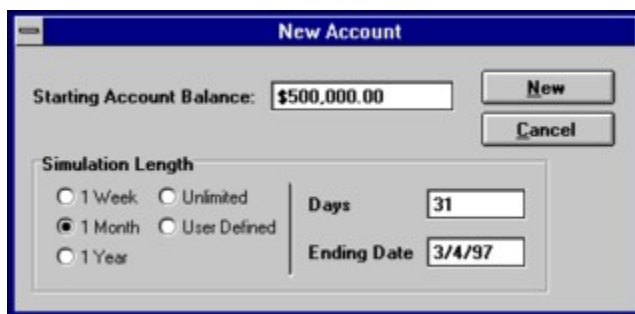 New Account
Starting Account Balance: $500,000.00
New
Cancel
Simulation Length
1 Week Unlimited
1 Month User Defined
1 Year
Days 31
Ending Date 3/4/97